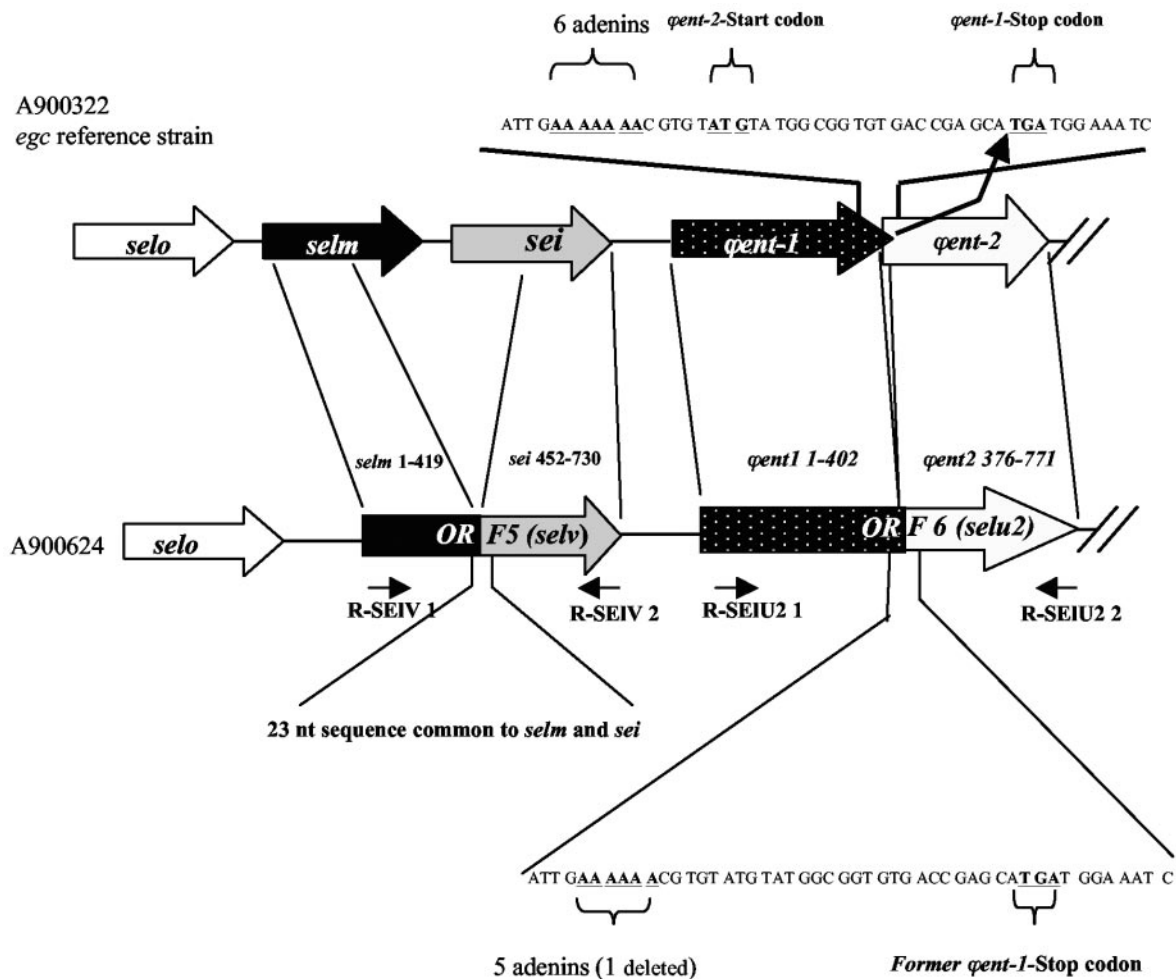 6 adenins
φent-2-Start codon
φent-1-Stop codon
A900322
egc reference strain
ATT GAA AAA AAC GTG TAT GTA TGG CGG TGT GAC CGA GCA TGA TGG AAA TC
selo
selm
sei
φent-1
φent-2
selm 1-419
sei 452-730
φent1 1-402
φent2 376-771
A900624
selo
OR F5 (selv)
OR F 6 (selu2)
R-SEIV 1
R-SEIV 2
R-SEIU2 1
R-SEIU2 2
23 nt sequence common to selm and sei
ATT GAA AAA ACG TGT ATG TAT GGC GGT GTG ACC GAG CAT GAT GGA AAT C
5 adenins (1 deleted)
Former φent-1-Stop codon